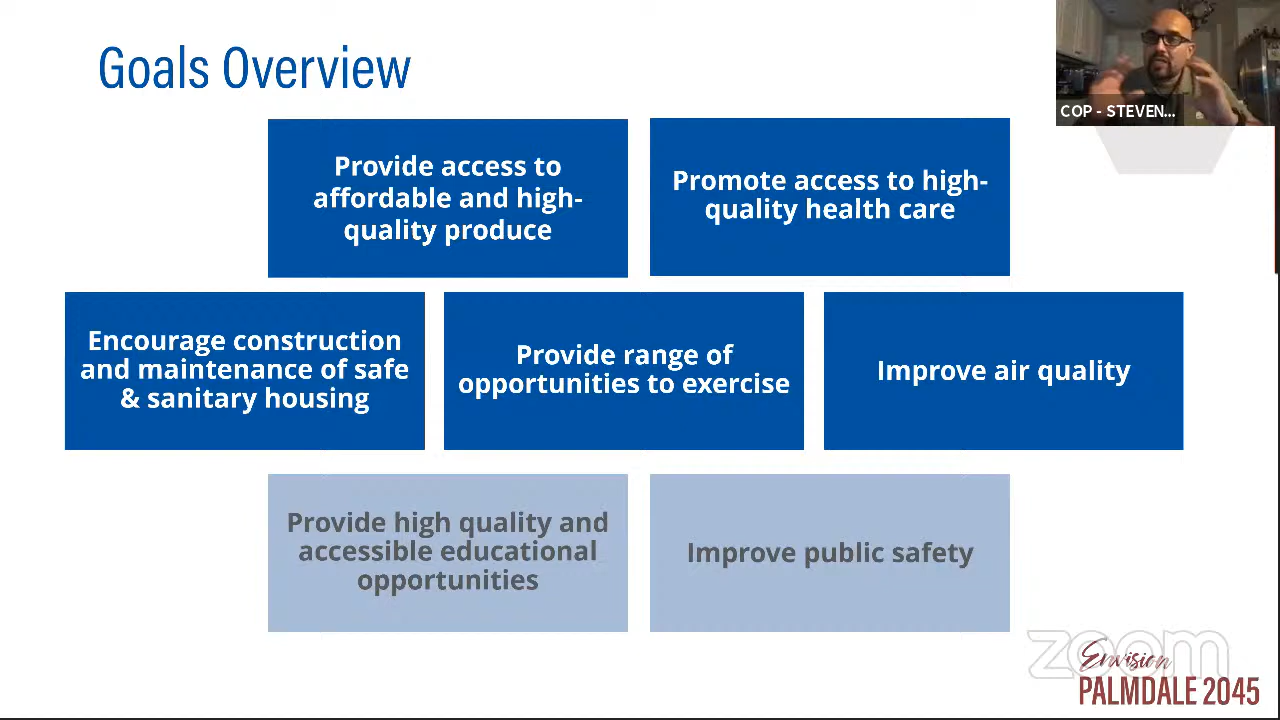 Goals Overview
COP - STEVEN...
Provide access to
affordable and high-
quality produce
Promote access to high-
quality health care
Encourage construction
and maintenance of safe
& sanitary housing
Provide range of
opportunities to exercise
Improve air quality
Provide high quality and
accessible educational
opportunities
Improve public safety
zoom
Envision
PALMDALE 2045